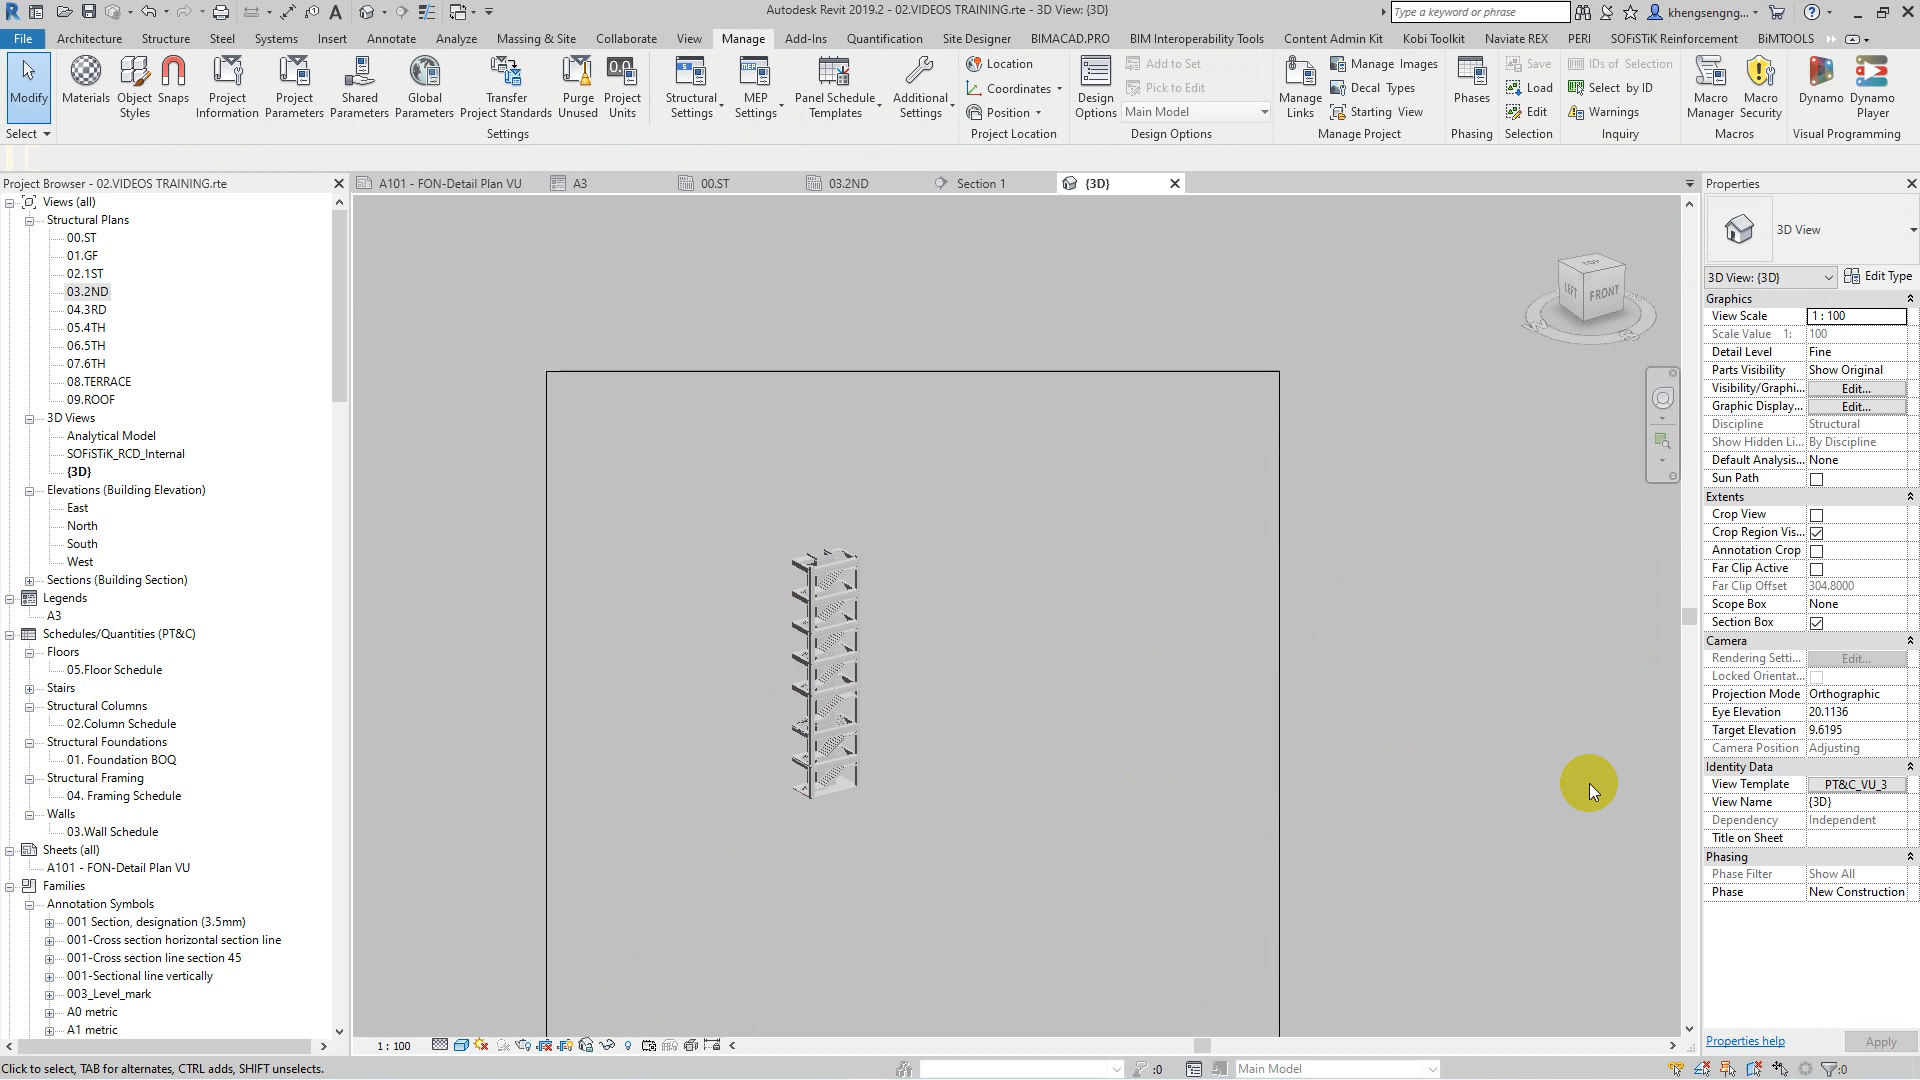 Autodesk Revit 2019.2 - 02.VIDEOS TRAINING.rte - 3D View: {3D}
Type a keyword or phrase
khengsengng...
File Architecture Structure Steel Systems Insert Annotate Analyze Massing & Site Collaborate View Manage Add-Ins Quantification Site Designer BIMACAD.PRO BIM Interoperability Tools Content Admin Kit Kobi Toolkit Naviate REX PERI SOFiSTiK Reinforcement BiMTOOLS
Modify
Materials
Object Styles
Snaps
Project Information
Project Parameters
Shared Parameters
Global Parameters
Transfer Project Standards
Purge Unused
Project Units
Structural Settings
MEP Settings
Panel Schedule Templates
Additional Settings
Location
Coordinates
Position
Design Options
Add to Set
Pick to Edit
Main Model
Manage Links
Manage Images
Decal Types
Starting View
Phases
Save
Load
Edit
IDs of Selection
Select by ID
Warnings
Macro Manager
Macro Security
Dynamo
Dynamo Player
Select Settings Project Location Design Options Manage Project Phasing Selection Inquiry Macros Visual Programming
Project Browser - 02.VIDEOS TRAINING.rte
A101 - FON-Detail Plan VU A3 00.ST 03.2ND Section 1 {3D}
Views (all)
Structural Plans
00.ST
01.GF
02.1ST
03.2ND
04.3RD
05.4TH
06.5TH
07.6TH
08.TERRACE
09.ROOF
3D Views
Analytical Model
SOFiSTiK_RCD_Internal
{3D}
Elevations (Building Elevation)
East
North
South
West
Sections (Building Section)
Legends
A3
Schedules/Quantities (PT&C)
Floors
05.Floor Schedule
Stairs
Structural Columns
02.Column Schedule
Structural Foundations
01. Foundation BOQ
Structural Framing
04. Framing Schedule
Walls
03.Wall Schedule
Sheets (all)
A101 - FON-Detail Plan VU
Families
Annotation Symbols
001 Section, designation (3.5mm)
001-Cross section horizontal section line
001-Cross section line section 45
001-Sectional line vertically
003_Level_mark
A0 metric
A1 metric
TOP
LEFT FRONT
W S
Properties
3D View
3D View: {3D} Edit Type
Graphics
View Scale 1 : 100
Scale Value 1: 100
Detail Level Fine
Parts Visibility Show Original
Visibility/Graphi... Edit...
Graphic Display... Edit...
Discipline Structural
Show Hidden Li... By Discipline
Default Analysis... None
Sun Path
Extents
Crop View
Crop Region Vis...
Annotation Crop
Far Clip Active
Far Clip Offset 304.8000
Scope Box None
Section Box
Camera
Rendering Setti... Edit...
Locked Orientat...
Projection Mode Orthographic
Eye Elevation 20.1136
Target Elevation 9.6195
Camera Position Adjusting
Identity Data
View Template PT&C_VU_3
View Name {3D}
Dependency Independent
Title on Sheet
Phasing
Phase Filter Show All
Phase New Construction
Properties help Apply
1 : 100
Click to select, TAB for alternates, CTRL adds, SHIFT unselects.
:0
Main Model
:0